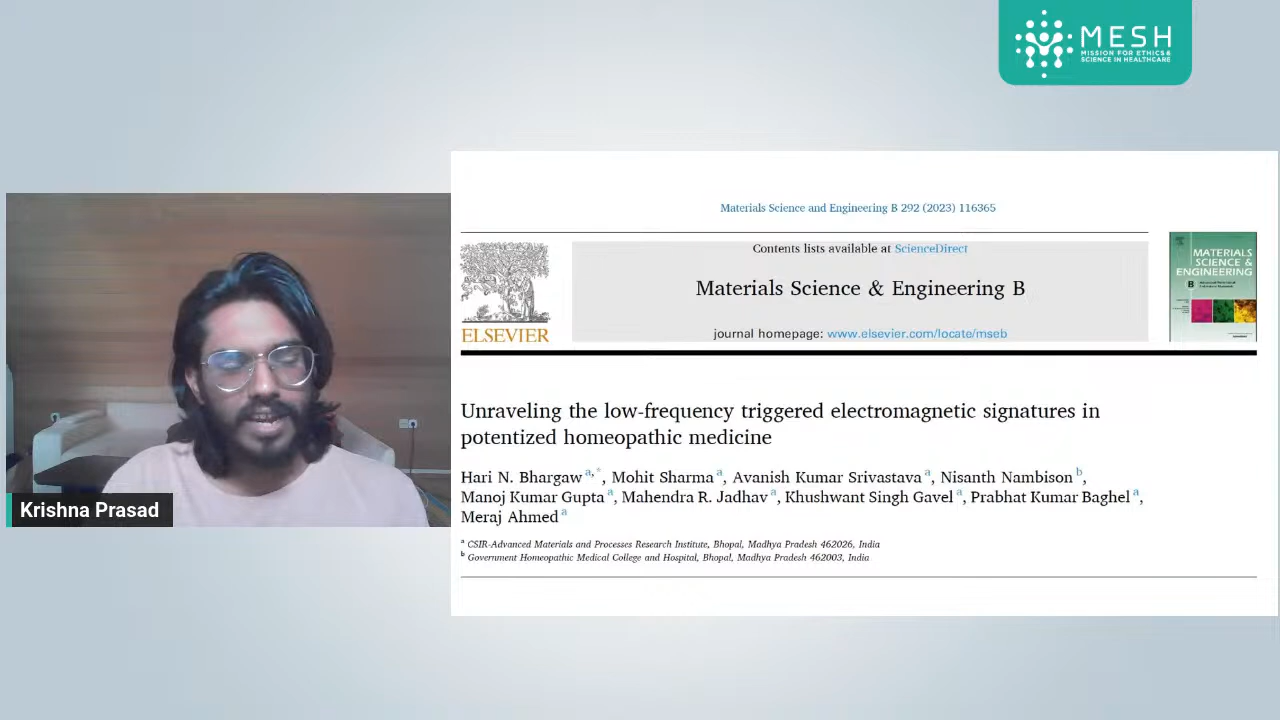 MESH
MISSION FOR ETHICS &
SCIENCE IN HEALTHCARE
Materials Science and Engineering B 292 (2023) 116365
Contents lists available at ScienceDirect
Materials Science & Engineering B
journal homepage: www.elsevier.com/locate/mseb
ELSEVIER
MATERIALS
SCIENCE &
ENGINEERING
B
Unraveling the low-frequency triggered electromagnetic signatures in
potentized homeopathic medicine
Hari N. Bhargaw a,*, Mohit Sharma a, Avanish Kumar Srivastava a, Nisanth Nambison b,
Manoj Kumar Gupta a, Mahendra R. Jadhav a, Khushwant Singh Gavel a, Prabhat Kumar Baghel a,
Meraj Ahmed a
a CSIR-Advanced Materials and Processes Research Institute, Bhopal, Madhya Pradesh 462026, India
b Government Homeopathic Medical College and Hospital, Bhopal, Madhya Pradesh 462003, India
Krishna Prasad